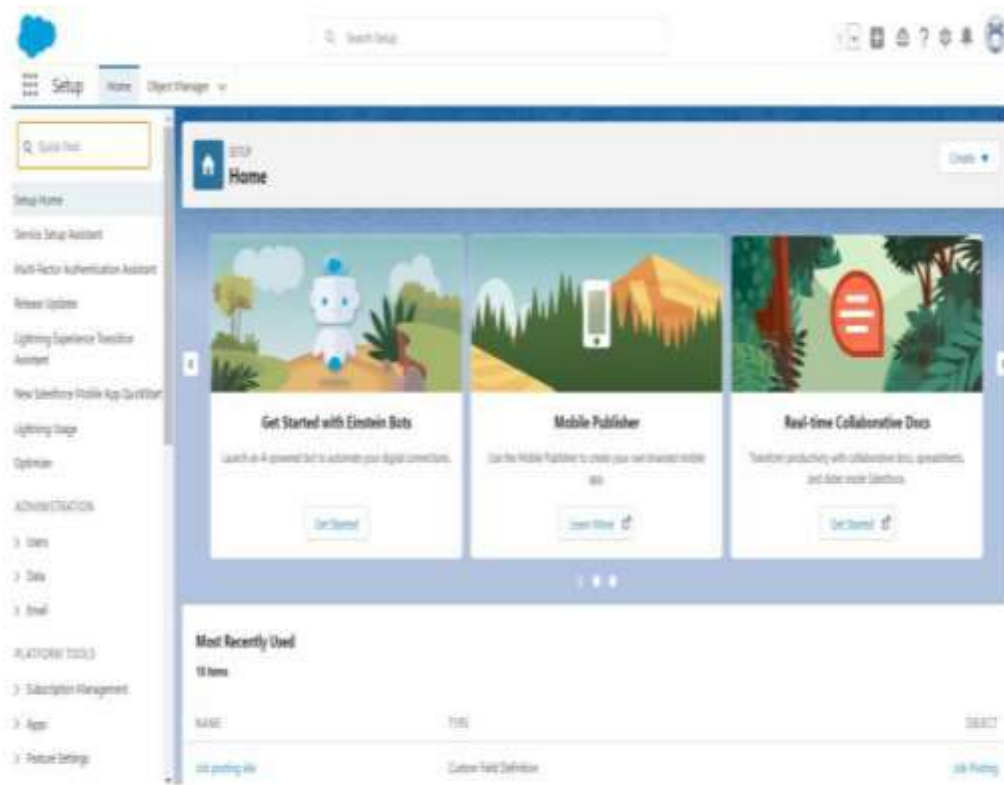 Search Setup
Setup
Home
Object Manager
Quick Find
Setup Home
Service Setup Assistant
Multi-Factor Authentication Assistant
Release Updates
Lightning Experience Transition
Assistant
New Salesforce Mobile App QuickStart
Lightning Usage
Optimizer
ADMINISTRATION
Users
Data
Email
PLATFORM TOOLS
Subscription Management
Apps
Feature Settings
SETUP
Home
Create
Get Started with Einstein Bots
Launch an AI-powered bot to automate your digital connections.
Get Started
Mobile Publisher
Use the Mobile Publisher to create your own branded mobile
app.
Learn More
Real-time Collaborative Docs
Transform productivity with collaborative docs, spreadsheets,
and slides inside Salesforce.
Get Started
Most Recently Used
10 items
NAME TYPE OBJECT
Job posting site Custom Field Definition Job Posting